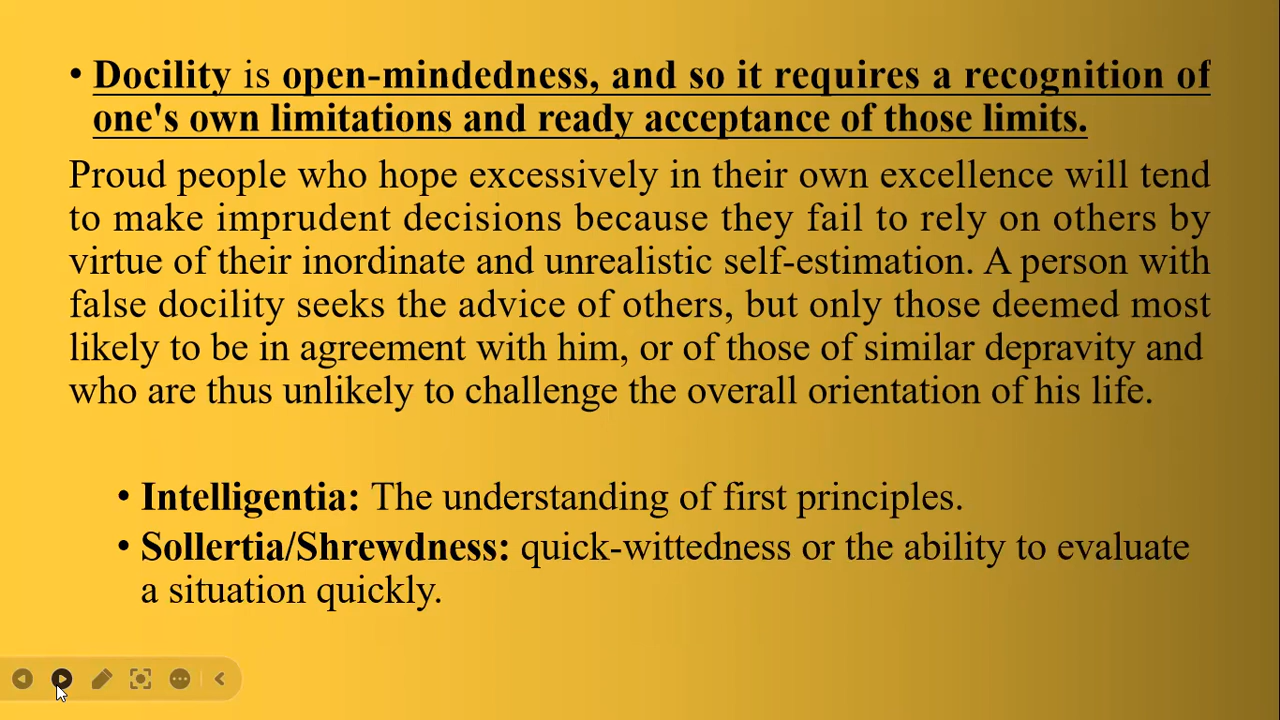 • Docility is open-mindedness, and so it requires a recognition of
one's own limitations and ready acceptance of those limits.
Proud people who hope excessively in their own excellence will tend
to make imprudent decisions because they fail to rely on others by
virtue of their inordinate and unrealistic self-estimation. A person with
false docility seeks the advice of others, but only those deemed most
likely to be in agreement with him, or of those of similar depravity and
who are thus unlikely to challenge the overall orientation of his life.
• Intelligentia: The understanding of first principles.
• Sollertia/Shrewdness: quick-wittedness or the ability to evaluate
a situation quickly.